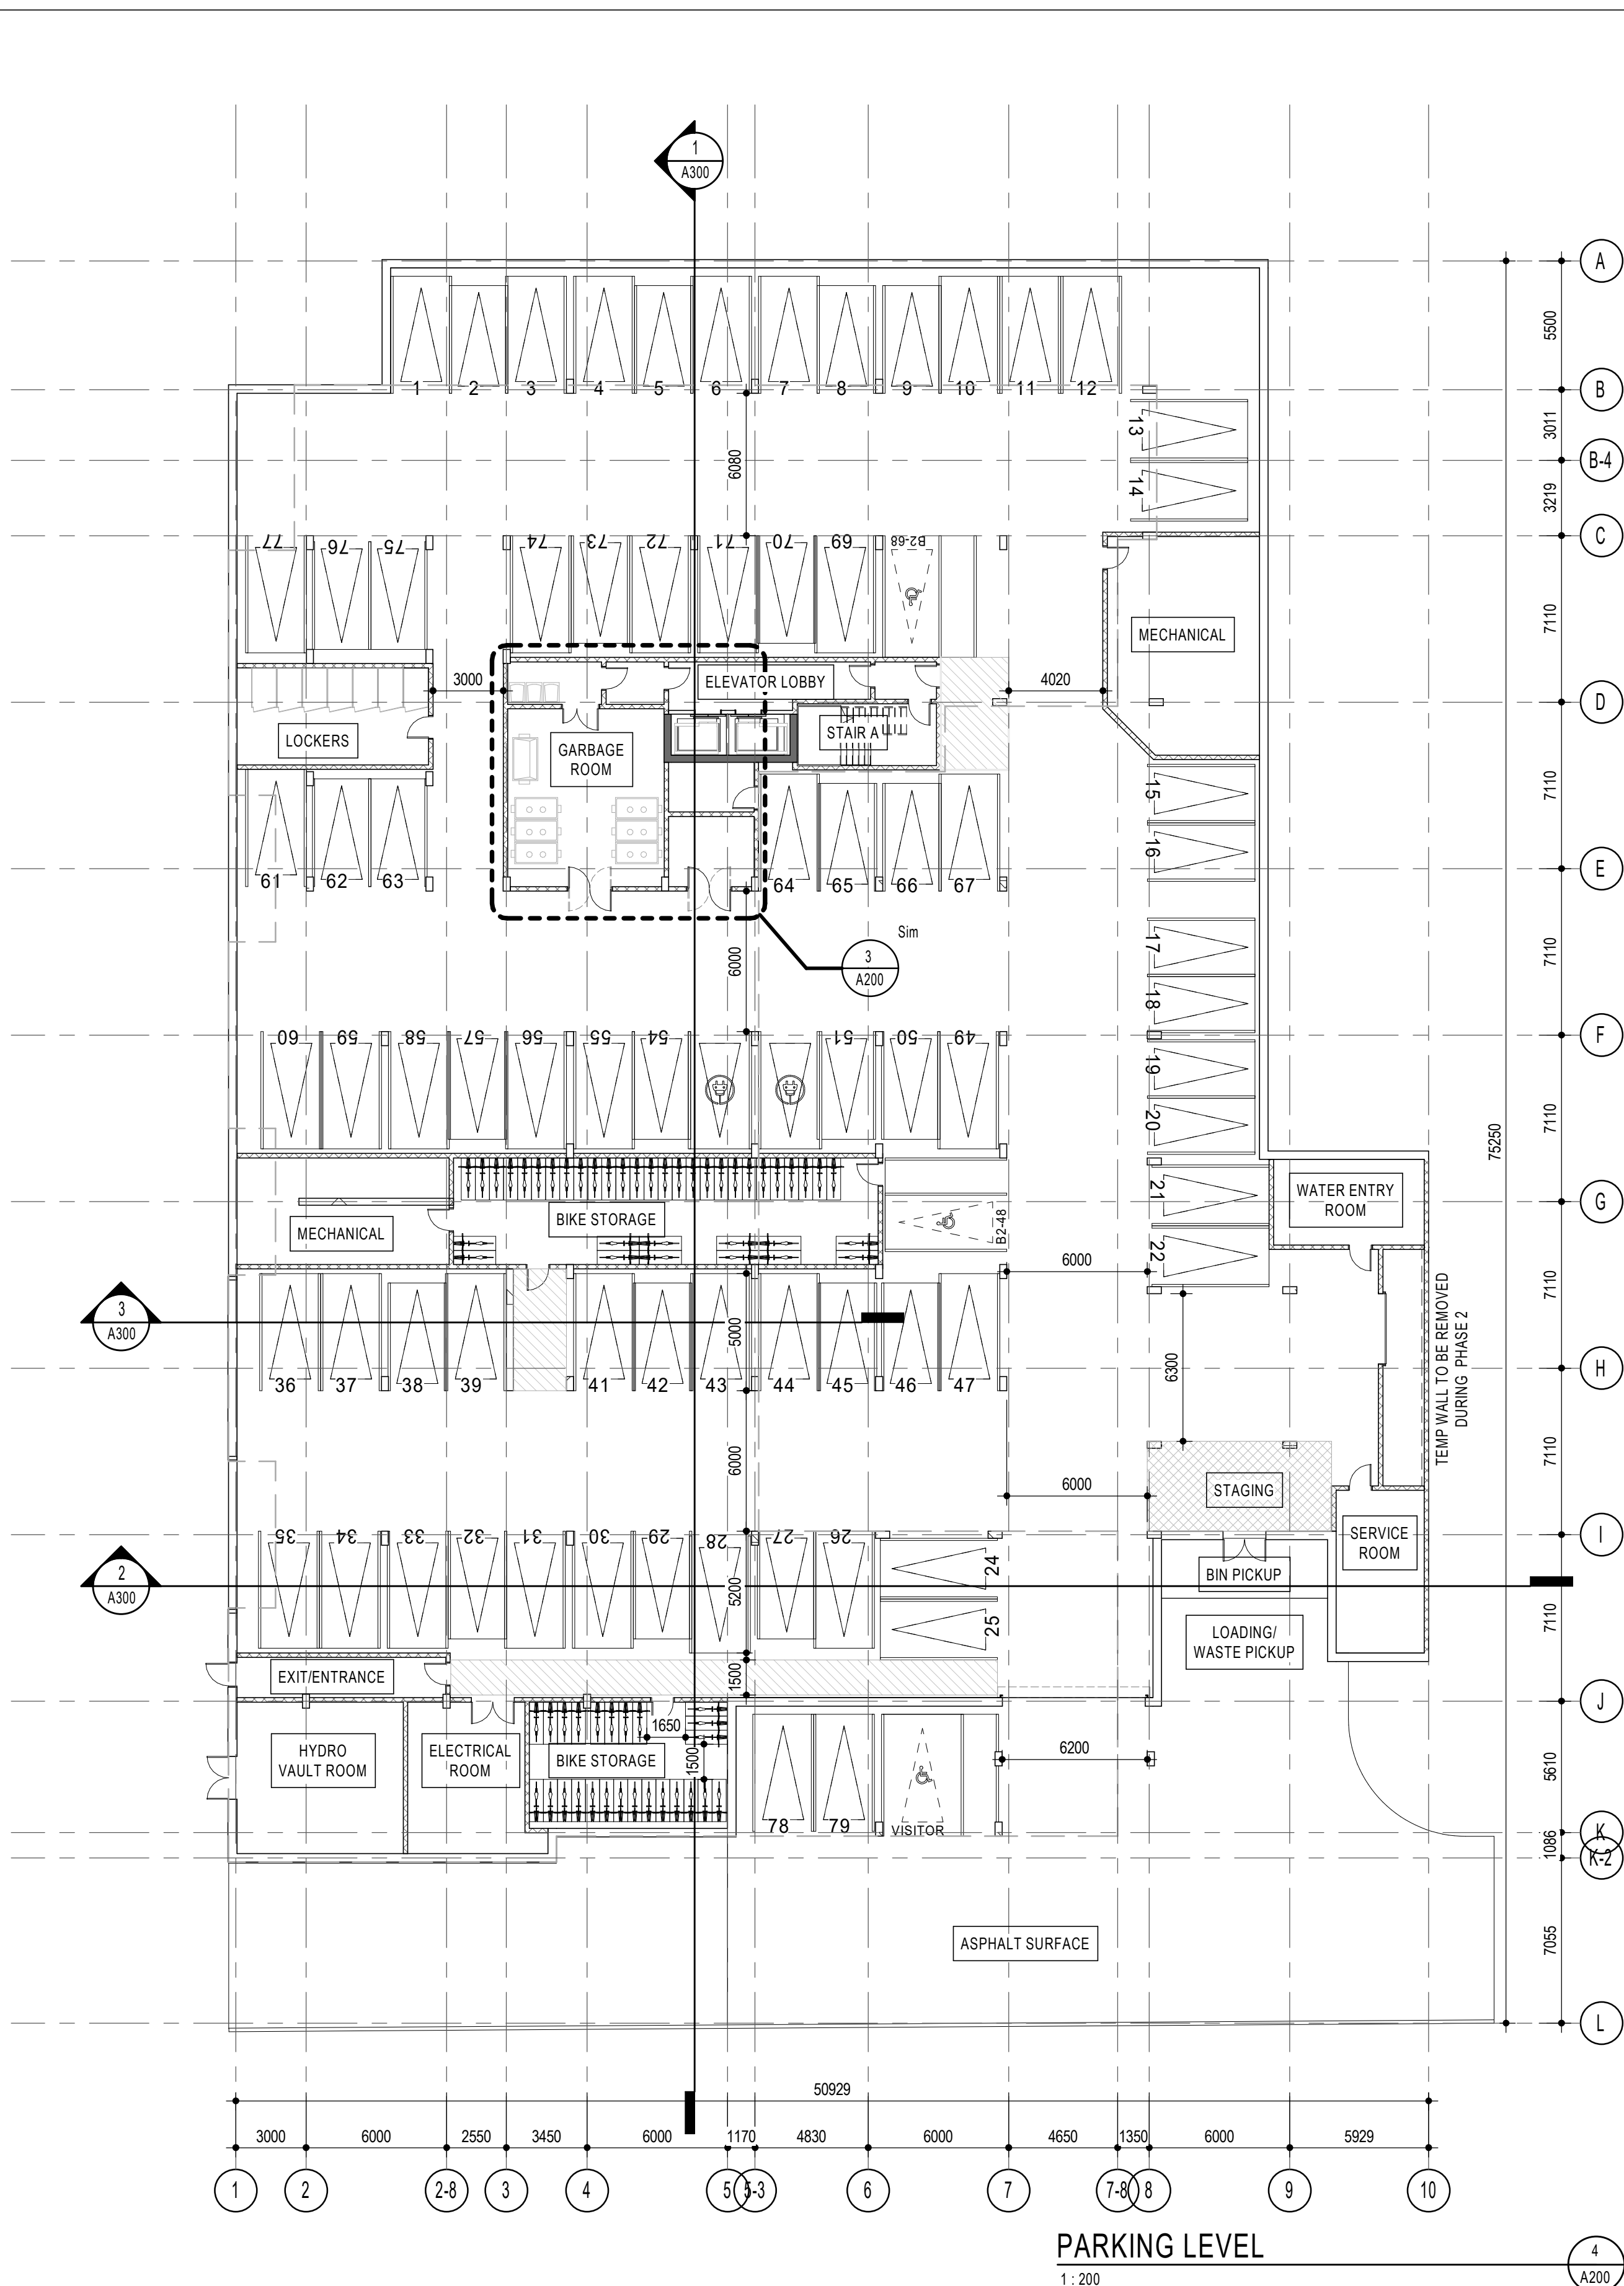 1
A300
A
5500
1 2 3 4 5 6 7 8 9 10 11 12
B
13
3011
6080
B-4
14
3219
C
77 76 75 74 73 72 71 70 69 B2-68
7110
MECHANICAL
3000
ELEVATOR LOBBY
4020
D
LOCKERS
GARBAGE
ROOM
STAIR A
15
7110
16
E
61 62 63 64 65 66 67
Sim
3
A200
6000
17
7110
18
F
60 59 58 57 56 55 54 51 50 49
19
20
7110
75250
21
WATER ENTRY
ROOM
G
BIKE STORAGE
MECHANICAL
B2-48
22
6000
7110
3
A300
5000
TEMP WALL TO BE REMOVED
DURING PHASE 2
6300
H
36 37 38 39 41 42 43 44 45 46 47
6000
7110
6000
STAGING
I
35 34 33 32 31 30 29 28 27 26
24
SERVICE
ROOM
2
A300
BIN PICKUP
5200
25
7110
LOADING/
WASTE PICKUP
EXIT/ENTRANCE
1500
J
1650
HYDRO
VAULT ROOM
ELECTRICAL
ROOM
BIKE STORAGE
1500
6200
5610
78 79 VISITOR
K
1086
K-2
ASPHALT SURFACE
7055
L
50929
3000 6000 2550 3450 6000 1170 4830 6000 4650 1350 6000 5929
1 2 2-8 3 4 5 5-3 6 7 7-8 8 9 10
PARKING LEVEL
1 : 200
4
A200